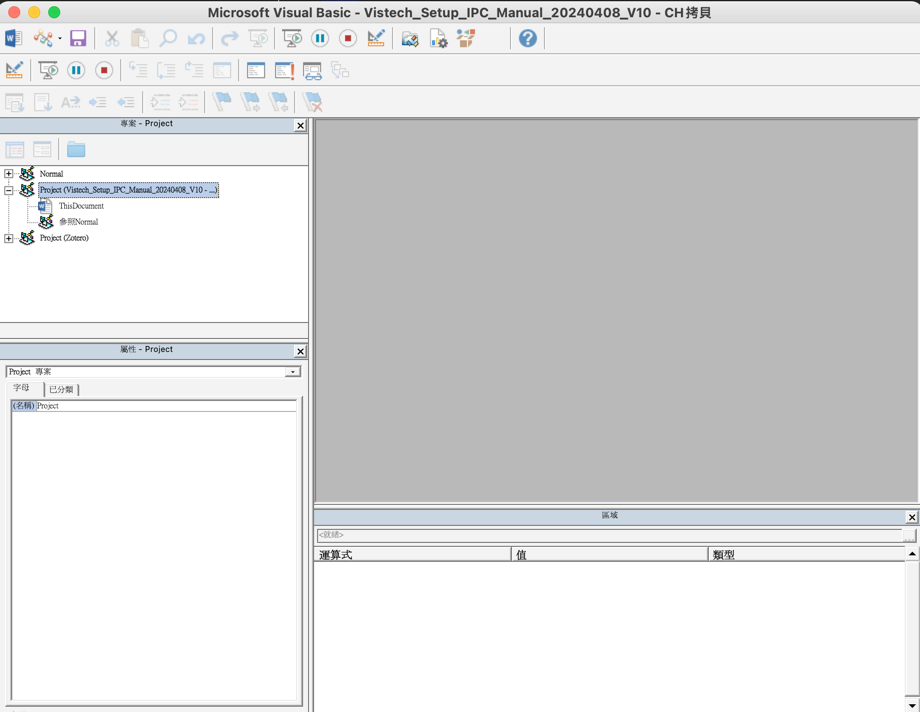 Microsoft Visual Basic - Vistech_Setup_IPC_Manual_20240408_V10 - CH拷貝
專案 - Project
Normal
Project (Vistech_Setup_IPC_Manual_20240408_V10 - ...)
ThisDocument
參照Normal
Project (Zotero)
屬性 - Project
Project 專案
字母
已分類
(名稱) Project
區域
<就緒>
運算式 值 類型